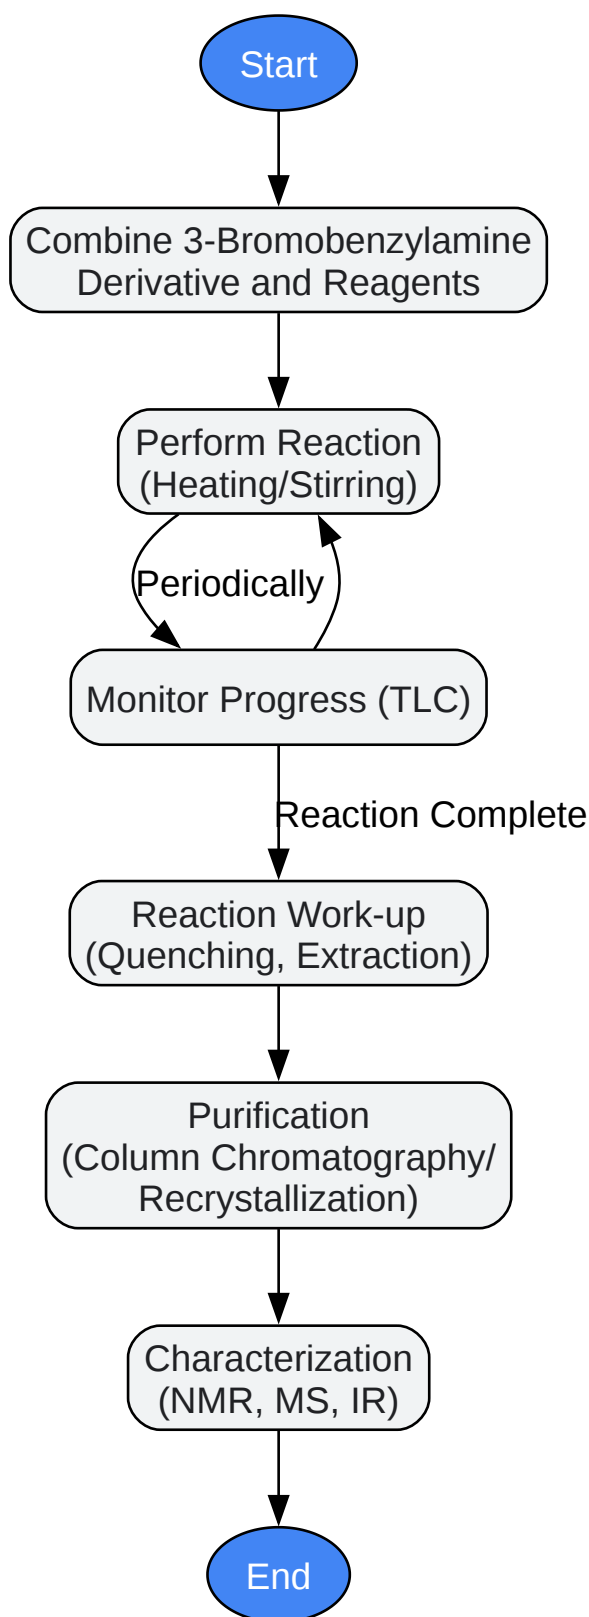 Start
Combine 3-Bromobenzylamine
Derivative and Reagents
Perform Reaction
(Heating/Stirring)
Periodically
Monitor Progress (TLC)
Reaction Complete
Reaction Work-up
(Quenching, Extraction)
Purification
(Column Chromatography/
Recrystallization)
Characterization
(NMR, MS, IR)
End